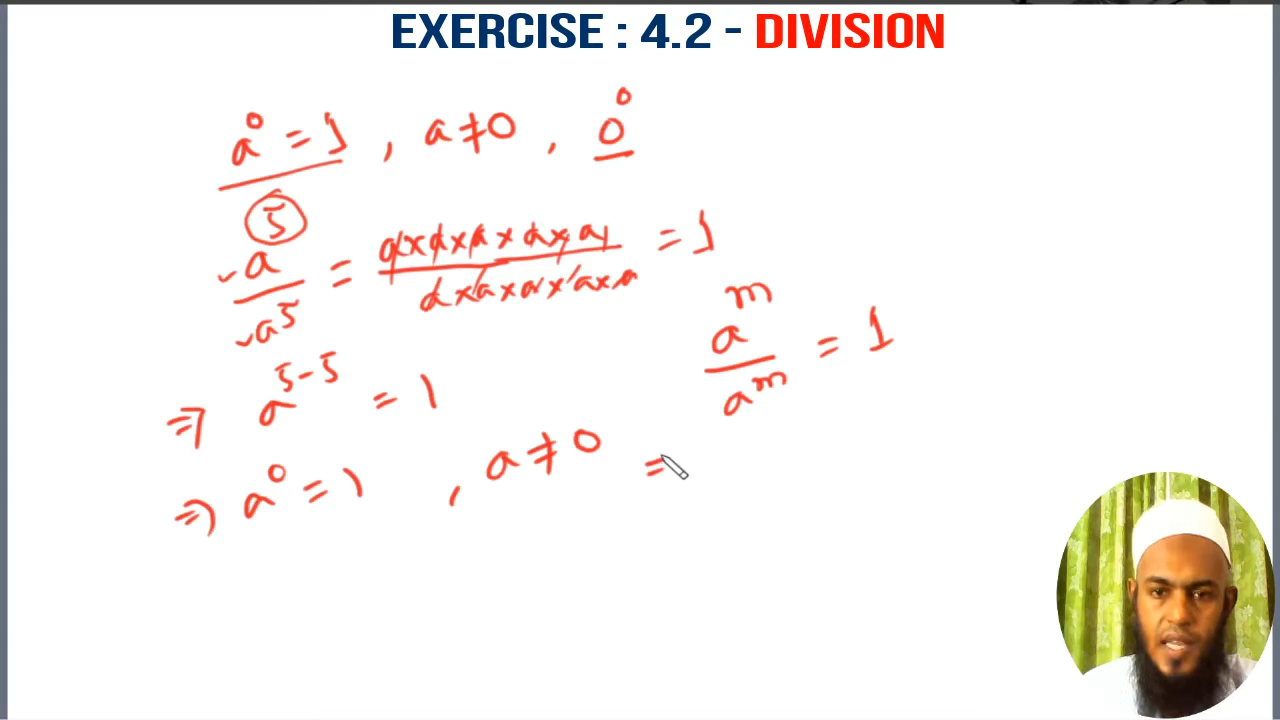 EXERCISE : 4.2 - DIVISION
a⁰ = 1 , a ≠ 0 , 0⁰
a⁵/a⁵ = a×a×a×a×a/a×a×a×a×a = 1
aᵐ/aᵐ = 1
⇒ a⁵⁻⁵ = 1
⇒ a⁰ = 1 , a ≠ 0 =